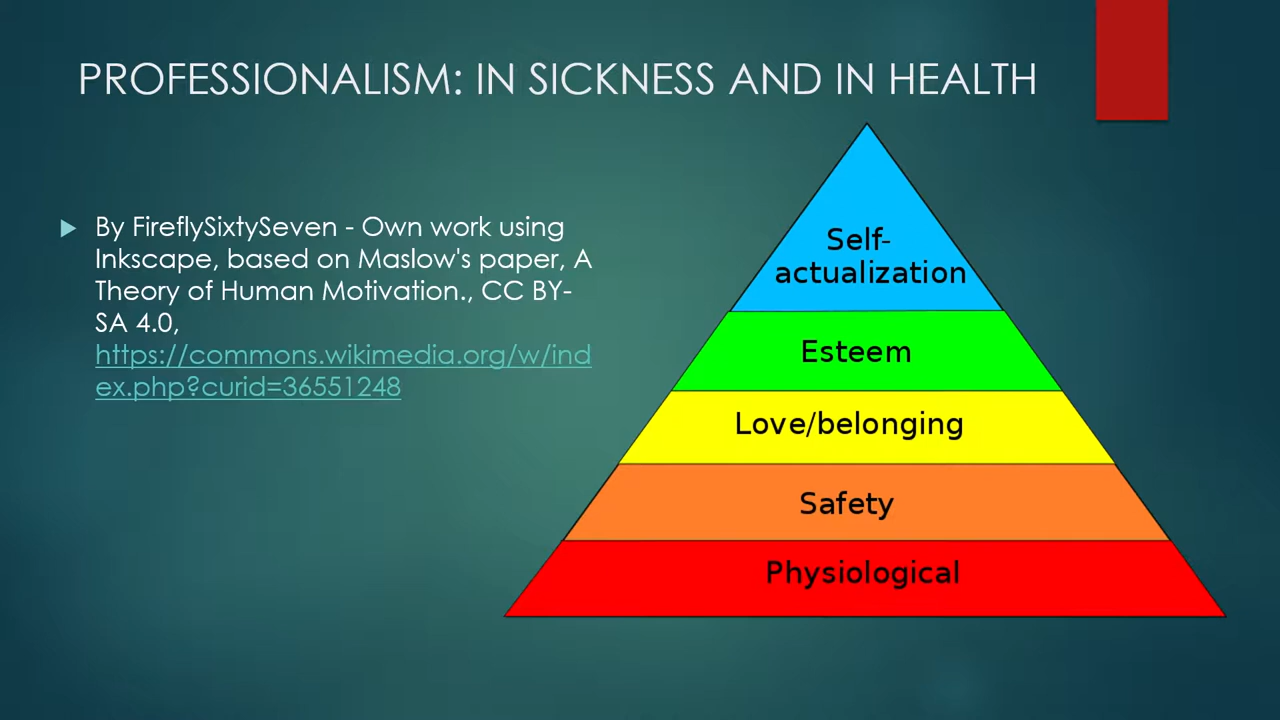 PROFESSIONALISM: IN SICKNESS AND IN HEALTH
By FireflySixtySeven - Own work using
Inkscape, based on Maslow's paper, A
Theory of Human Motivation., CC BY-
SA 4.0,
https://commons.wikimedia.org/w/ind
ex.php?curid=36551248
Self-
actualization
Esteem
Love/belonging
Safety
Physiological